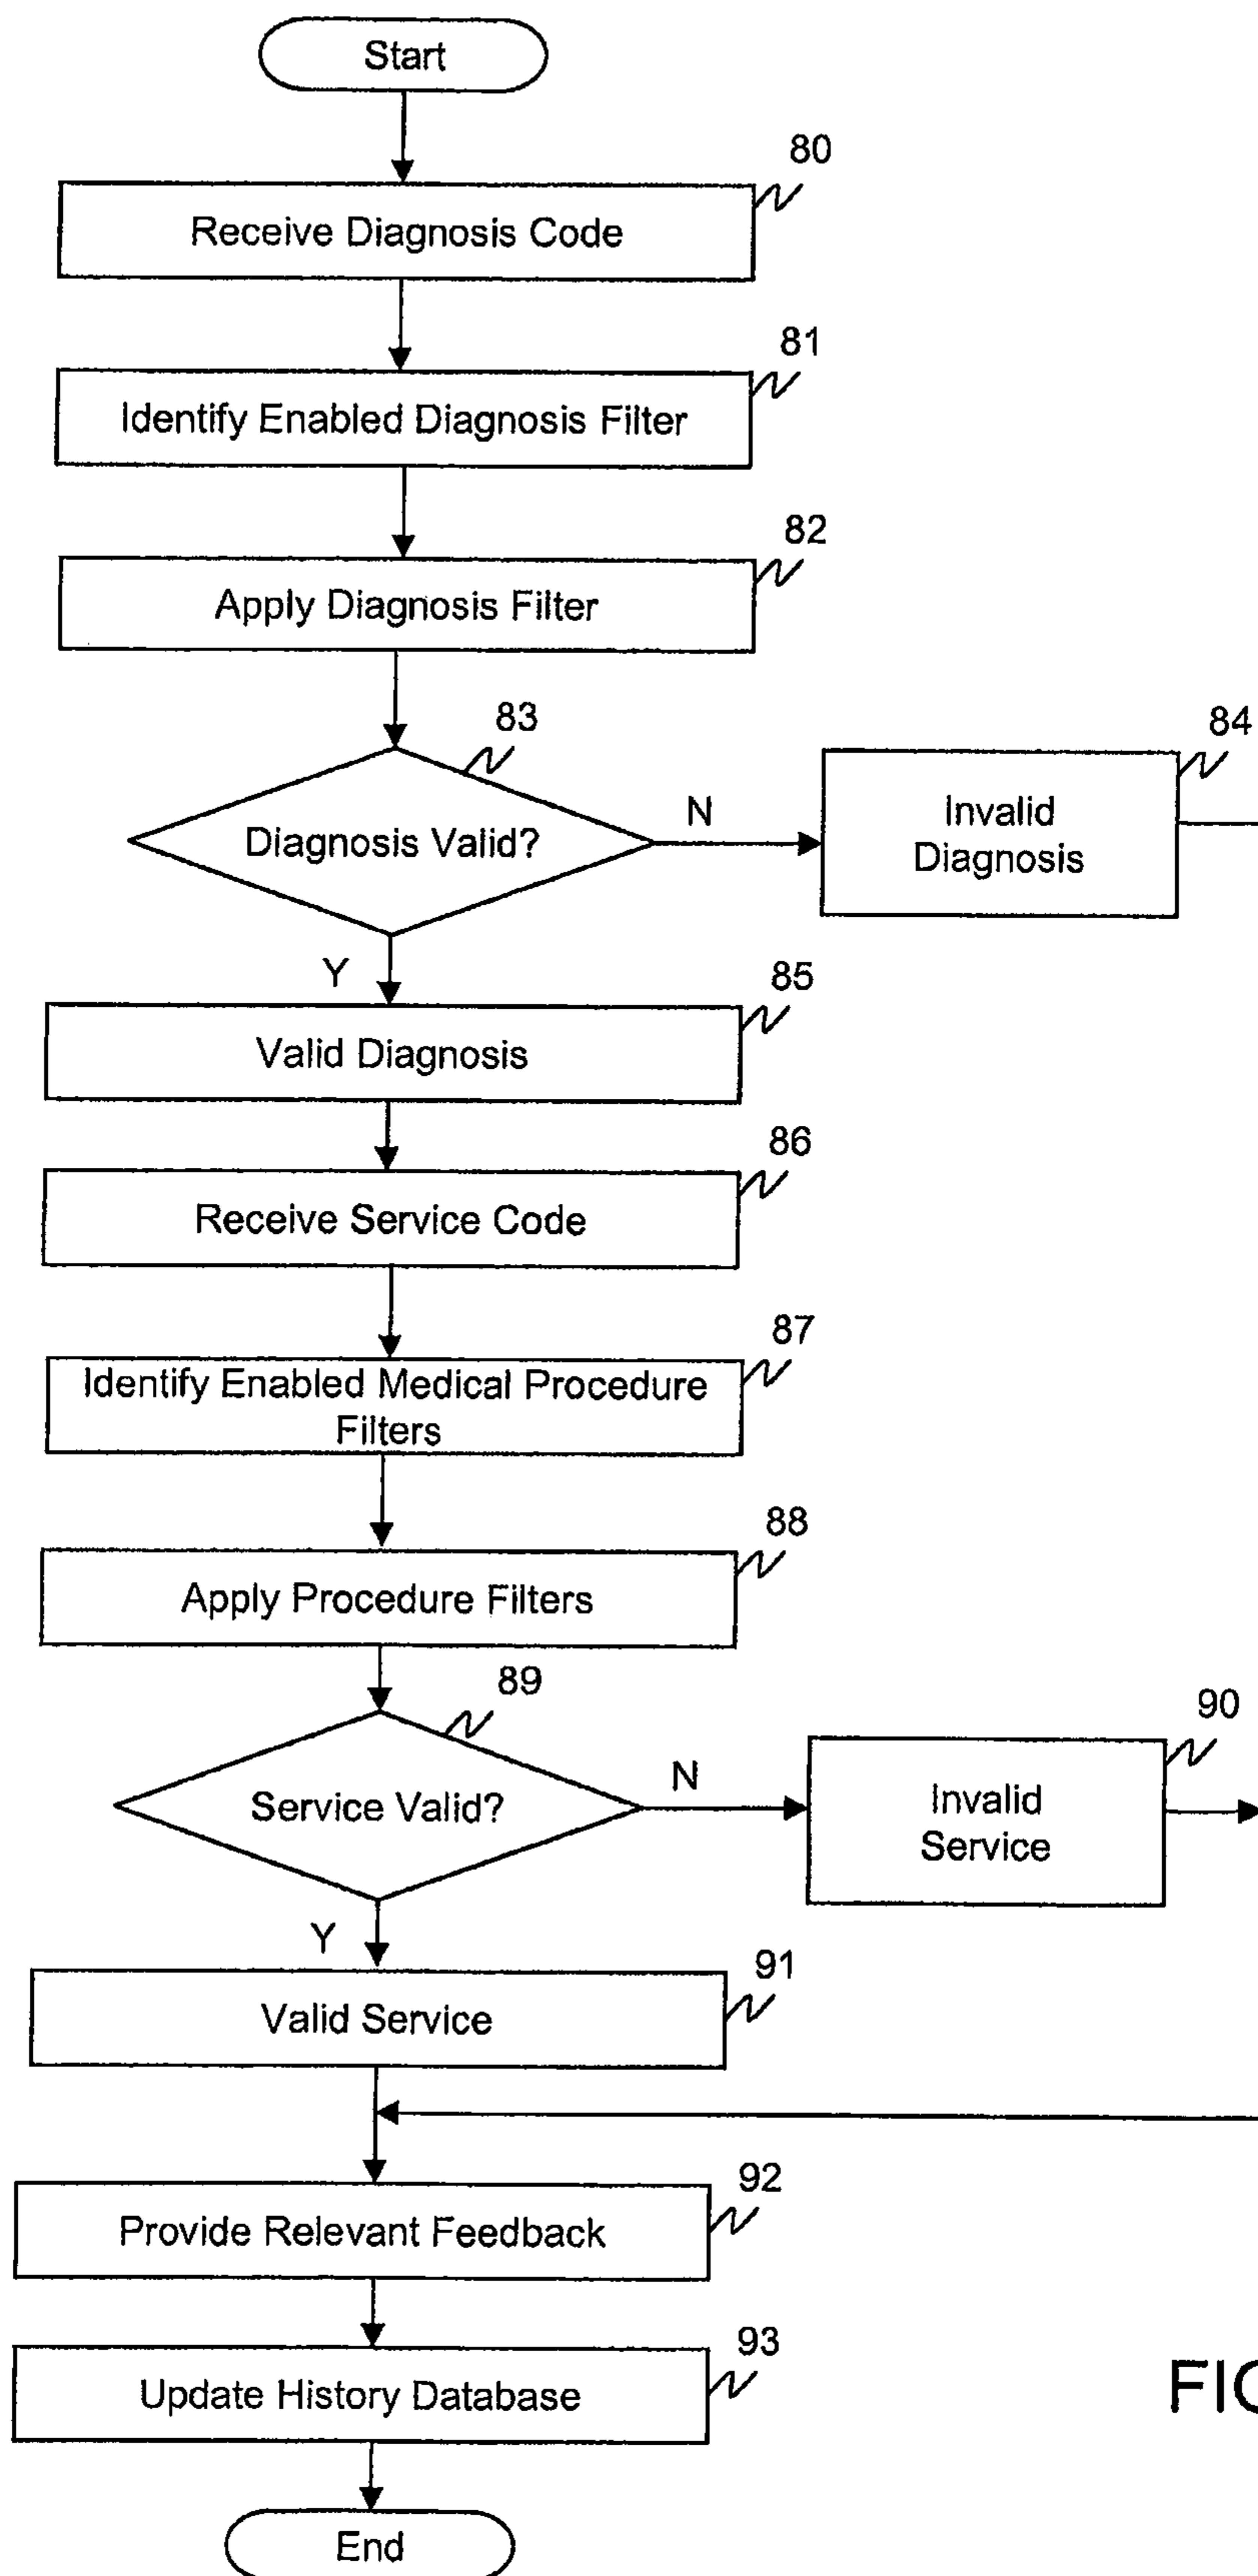 Start
80
Receive Diagnosis Code
81
Identify Enabled Diagnosis Filter
82
Apply Diagnosis Filter
83
Diagnosis Valid?
N
84
Invalid
Diagnosis
Y
85
Valid Diagnosis
86
Receive Service Code
87
Identify Enabled Medical Procedure
Filters
88
Apply Procedure Filters
89
Service Valid?
N
90
Invalid
Service
Y
91
Valid Service
92
Provide Relevant Feedback
93
Update History Database
End